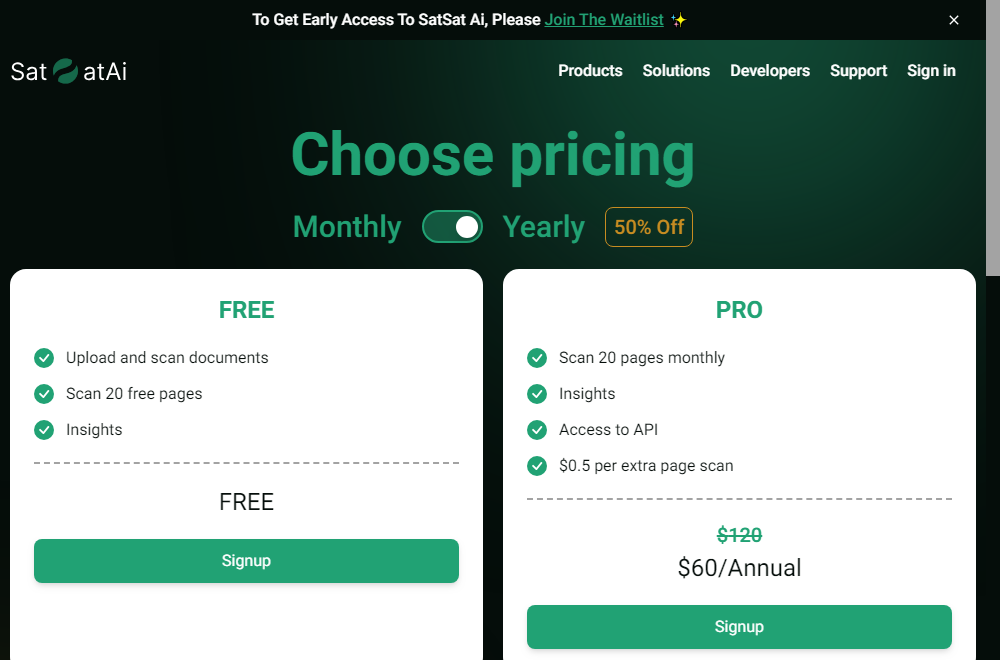 To Get Early Access To SatSat Ai, Please Join The Waitlist ✨
Sat atAi
Products Solutions Developers Support Sign in
Choose pricing
Monthly Yearly 50% Off
FREE
Upload and scan documents
Scan 20 free pages
Insights
FREE
Signup
PRO
Scan 20 pages monthly
Insights
Access to API
$0.5 per extra page scan
$120
$60/Annual
Signup